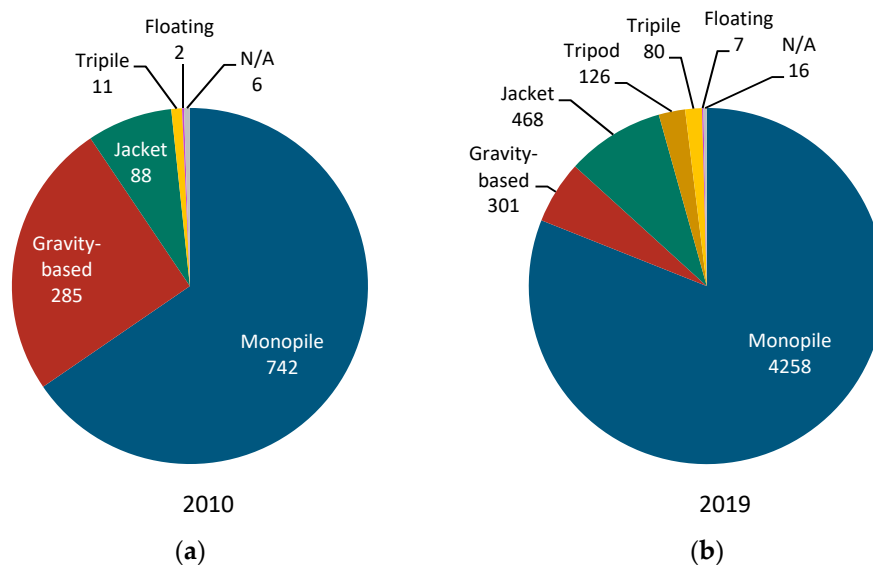 Floating
2
Tripile
11
N/A
6
Jacket
88
Gravity-
based
285
Monopile
742
2010
(a)
Floating
7
Tripile
80
Tripod
126
N/A
16
Jacket
468
Gravity-
based
301
Monopile
4258
2019
(b)